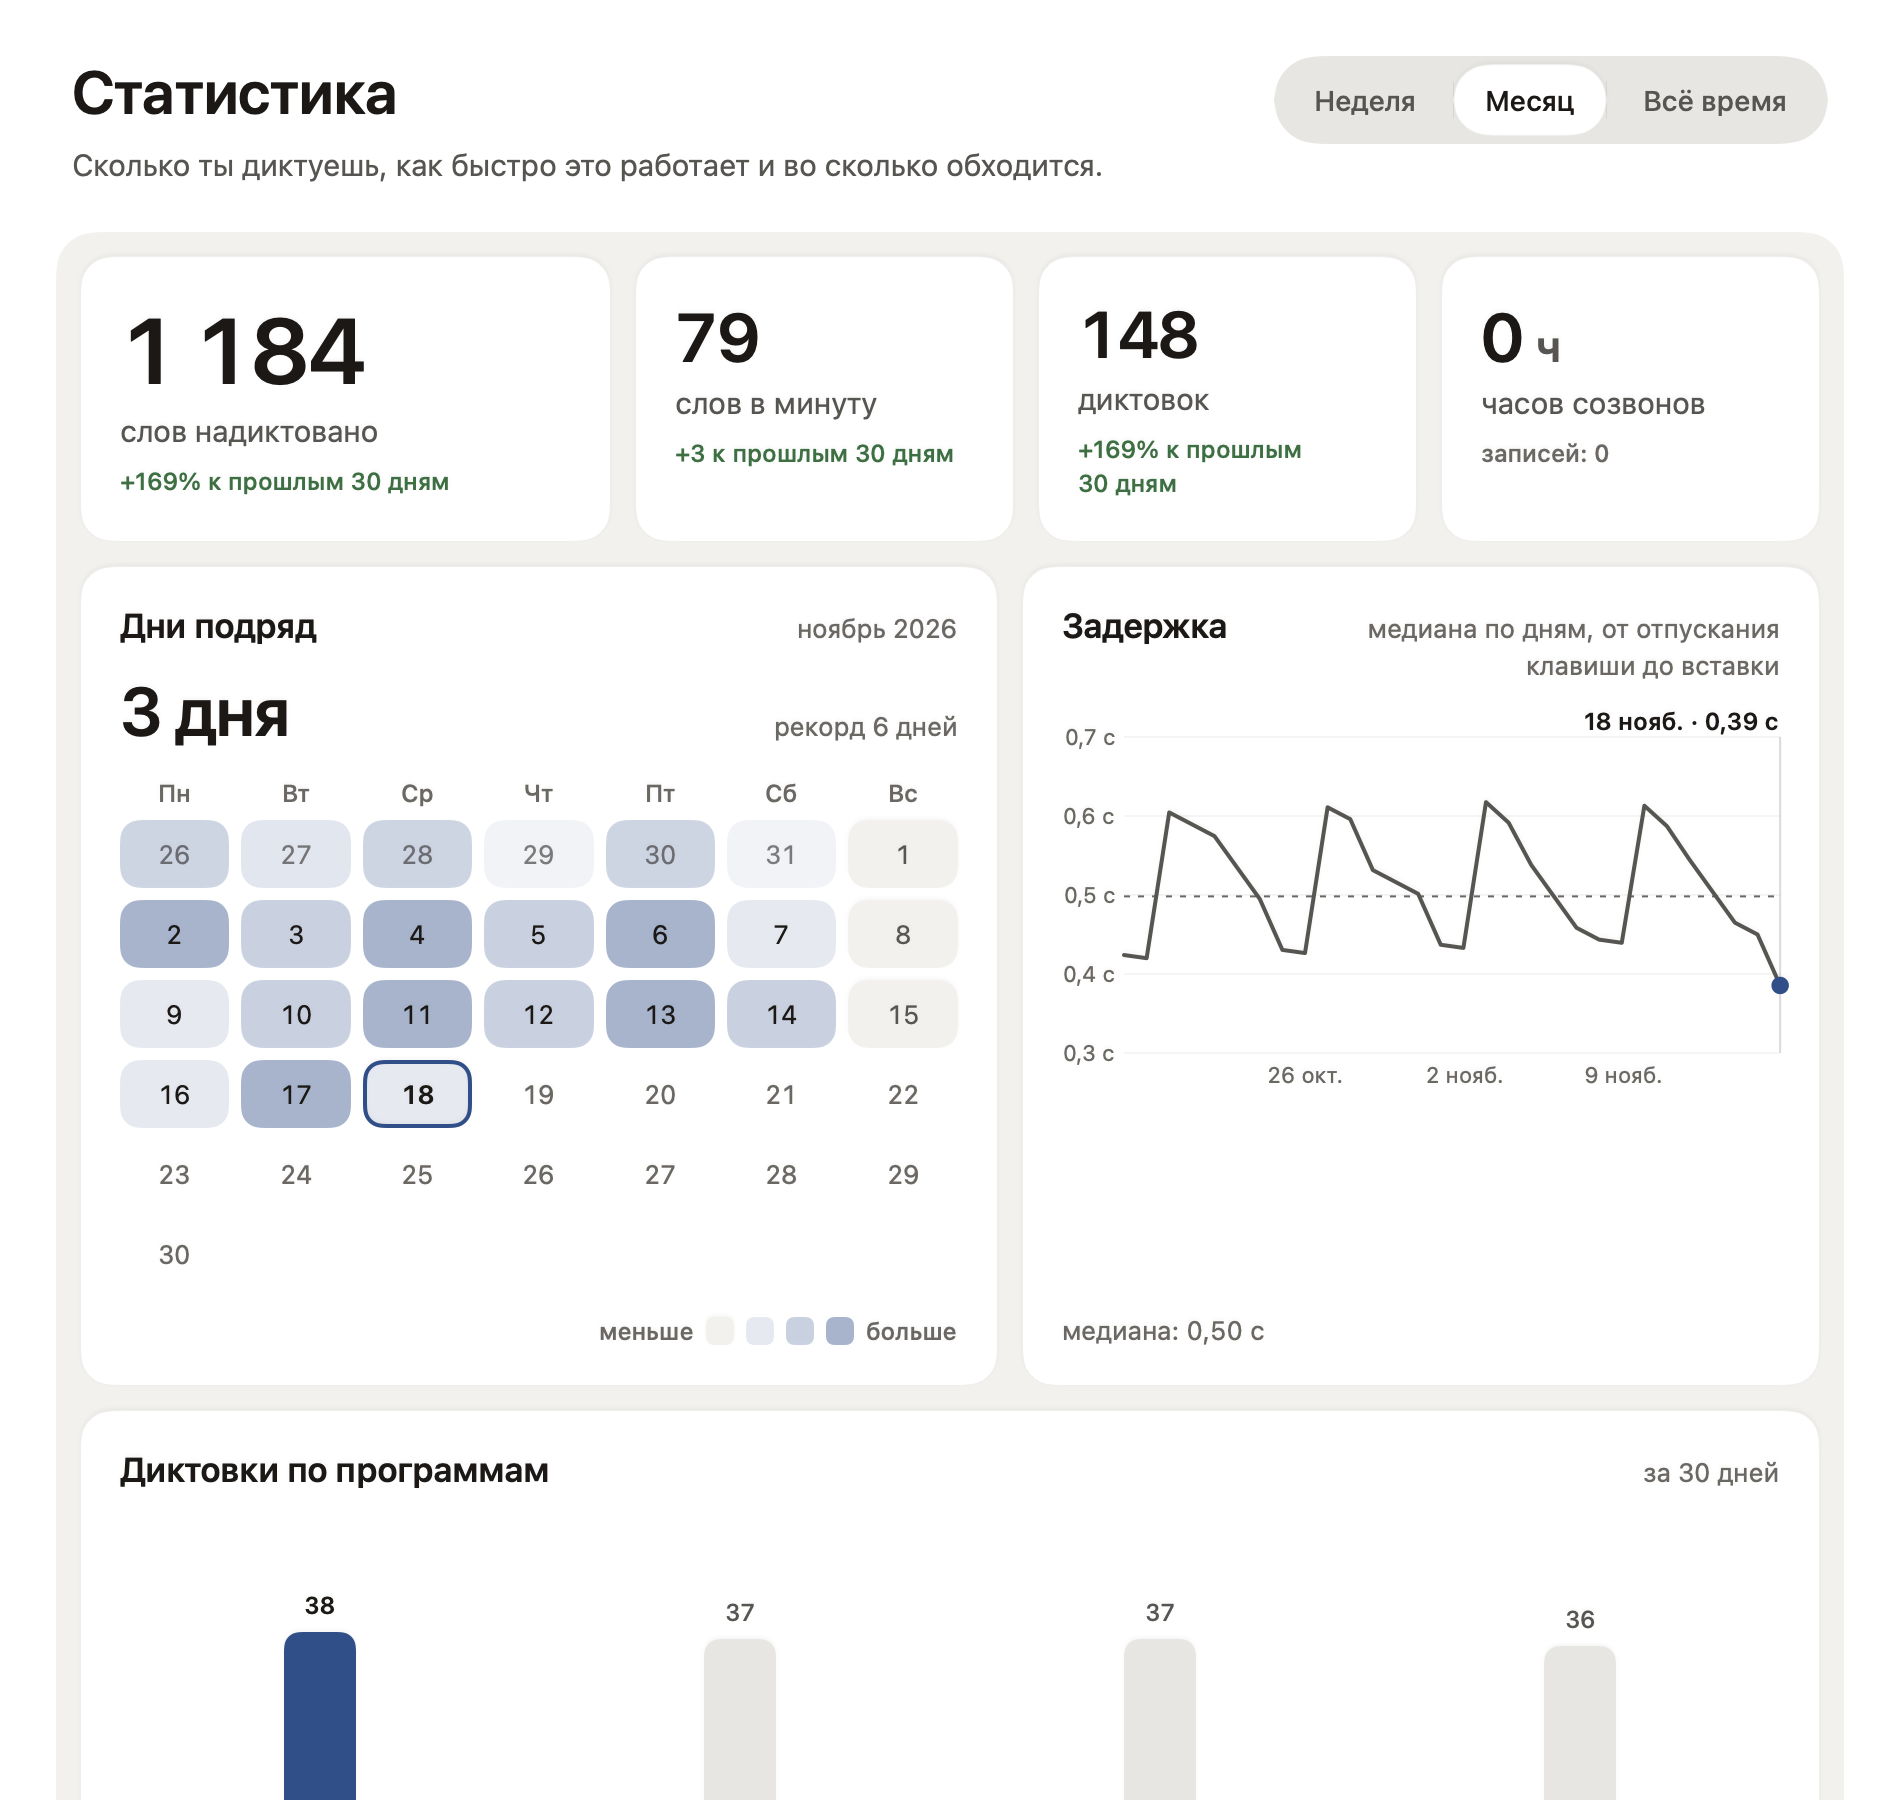 Статистика
Неделя Месяц Всё время
Сколько ты диктуешь, как быстро это работает и во сколько обходится.
1 184
слов надиктовано
+169% к прошлым 30 дням
79
слов в минуту
+3 к прошлым 30 дням
148
диктовок
+169% к прошлым
30 дням
0 ч
часов созвонов
записей: 0
Дни подряд
ноябрь 2026
3 дня
рекорд 6 дней
Пн Вт Ср Чт Пт Сб Вс
26 27 28 29 30 31 1
2 3 4 5 6 7 8
9 10 11 12 13 14 15
16 17 18 19 20 21 22
23 24 25 26 27 28 29
30
меньше больше
Задержка
медиана по дням, от отпускания
клавиши до вставки
18 нояб. · 0,39 с
0,7 с
0,6 с
0,5 с
0,4 с
0,3 с
26 окт. 2 нояб. 9 нояб.
медиана: 0,50 с
Диктовки по программам
за 30 дней
38 37 37 36